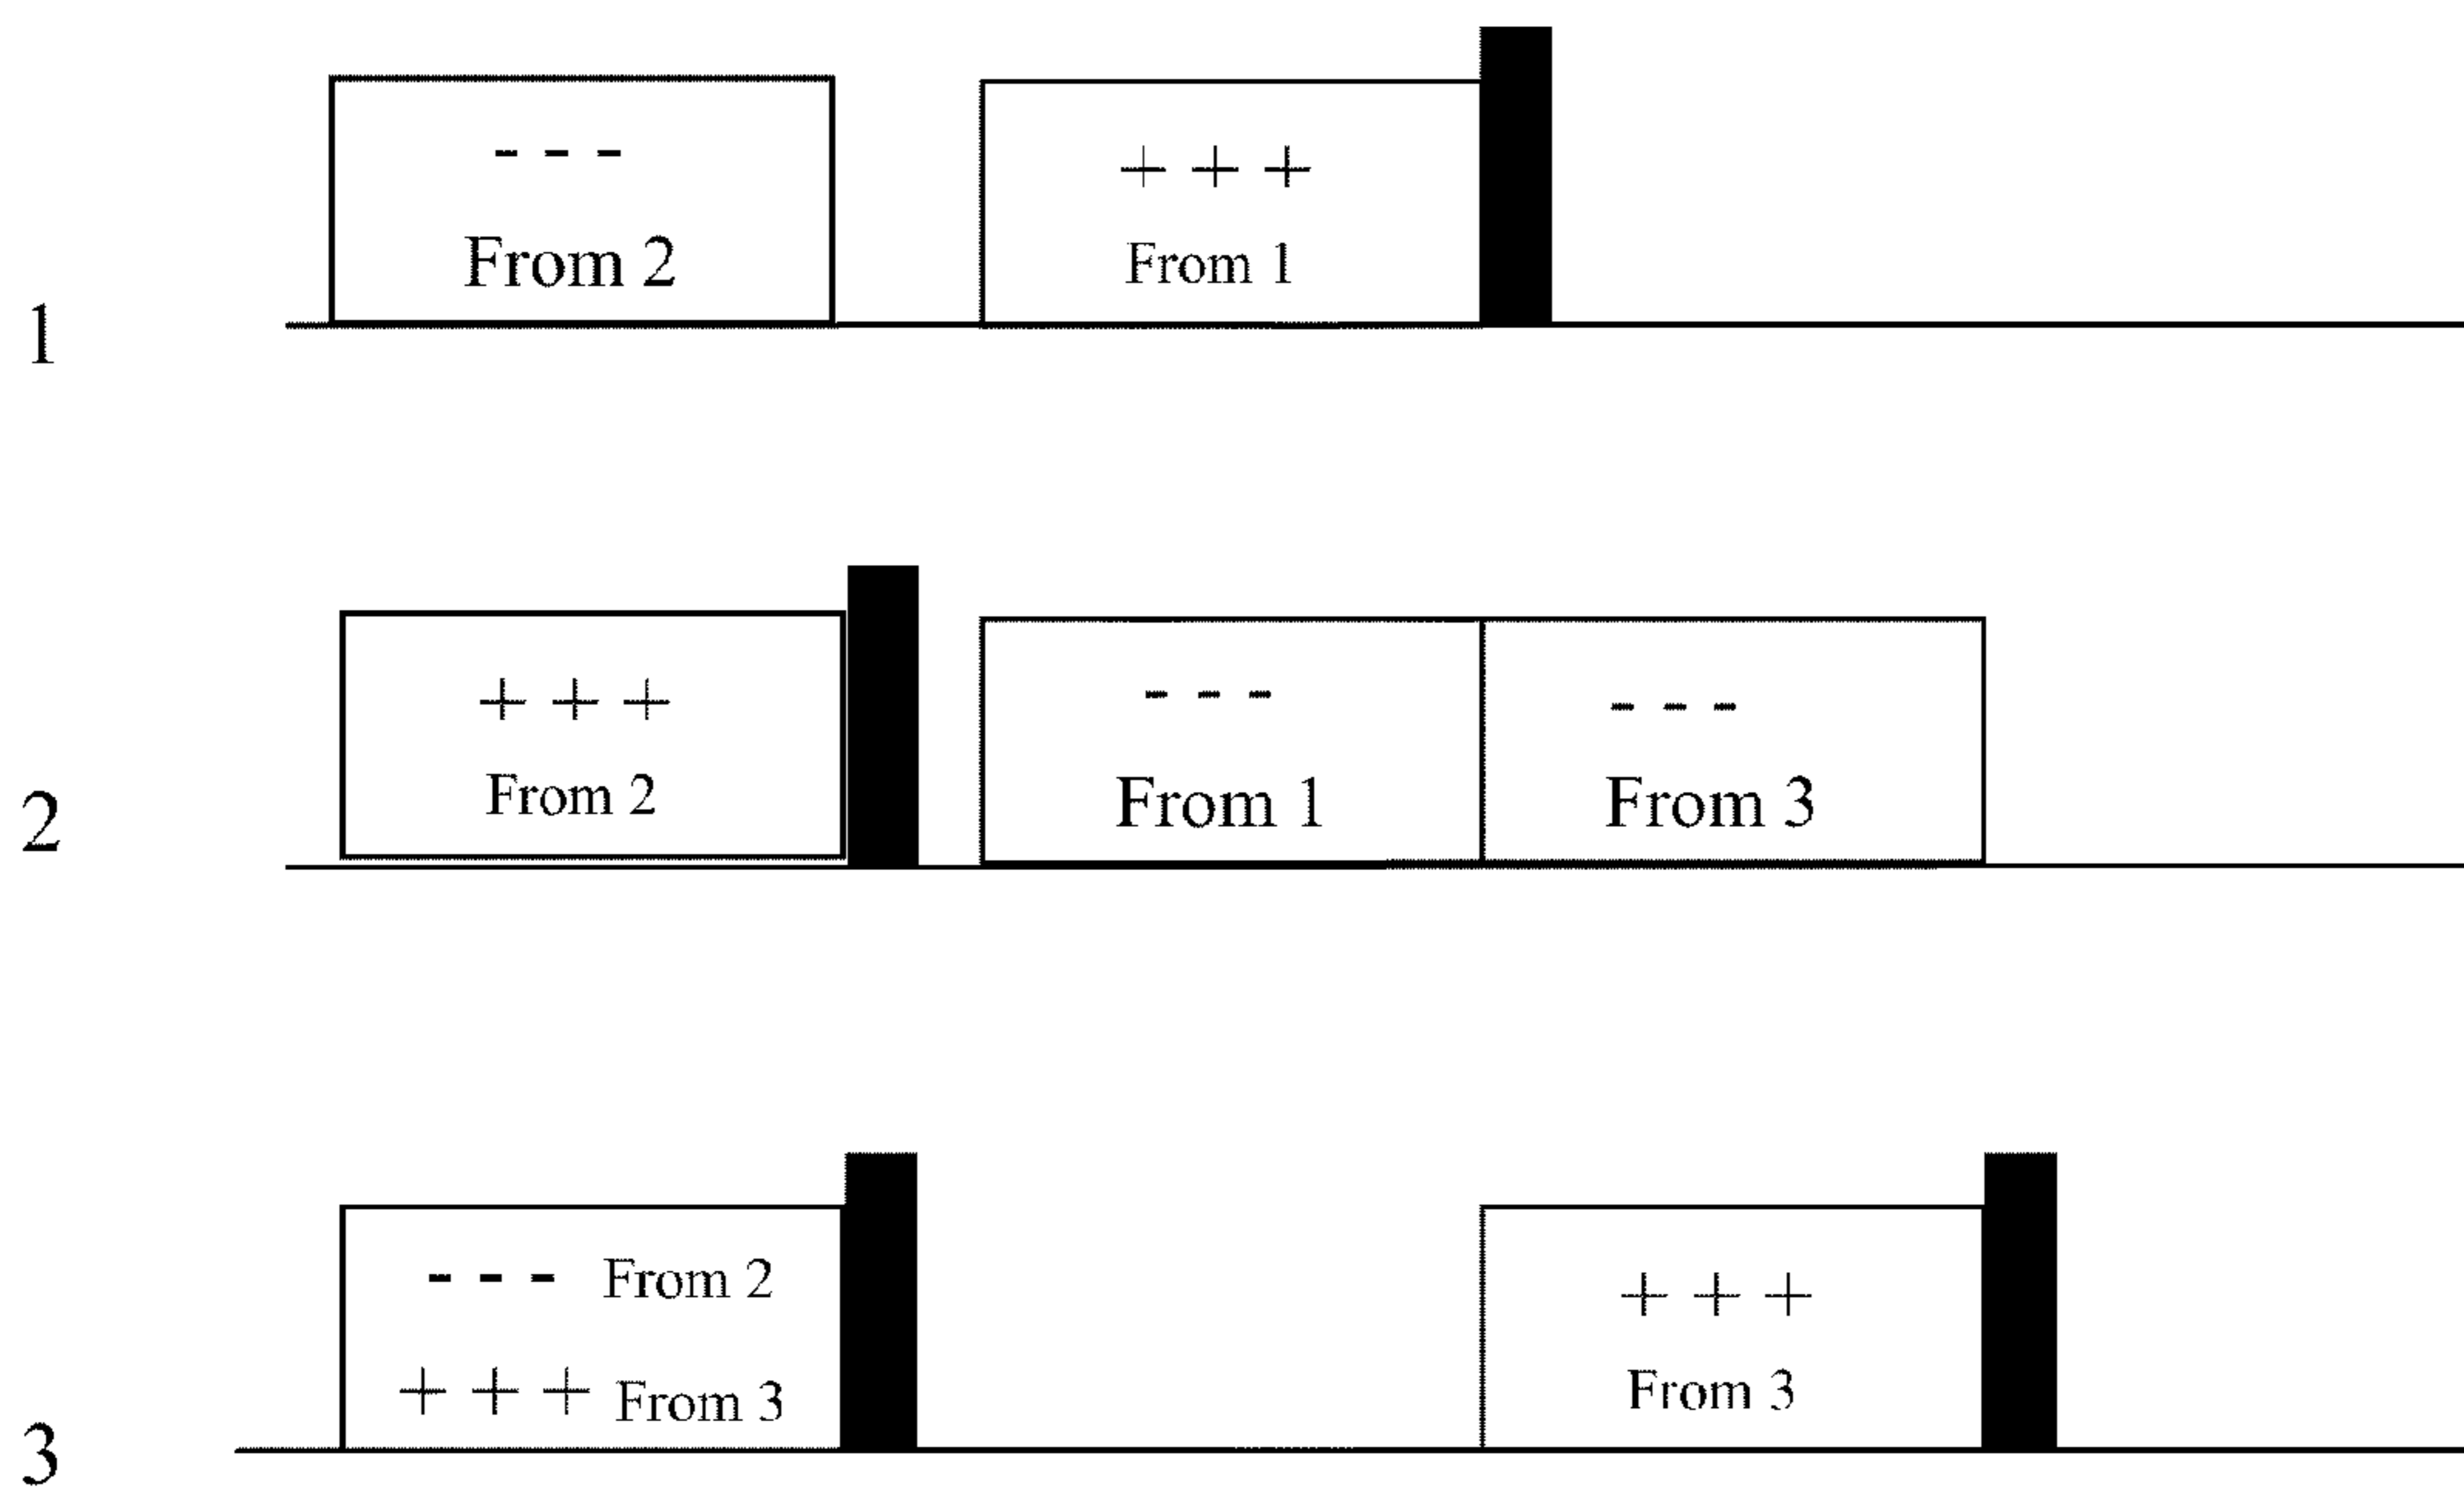 - - -
+ + +
From 2
From 1
1
+ + +
- - -
- - -
From 2
From 1
From 3
2
- - - From 2
+ + +
+ + + From 3
From 3
3